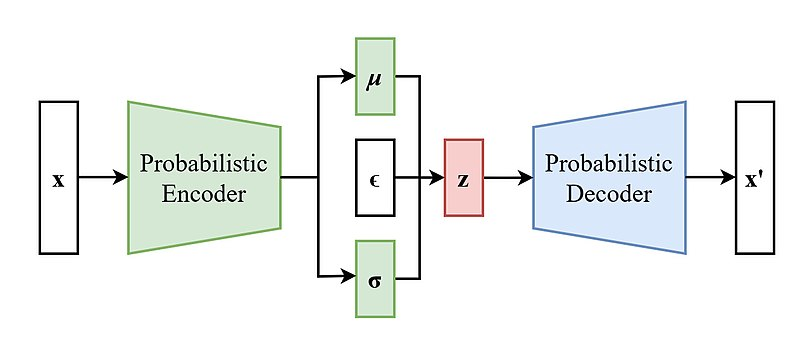 x
Probabilistic
Encoder
μ
ϵ
σ
z
Probabilistic
Decoder
x'